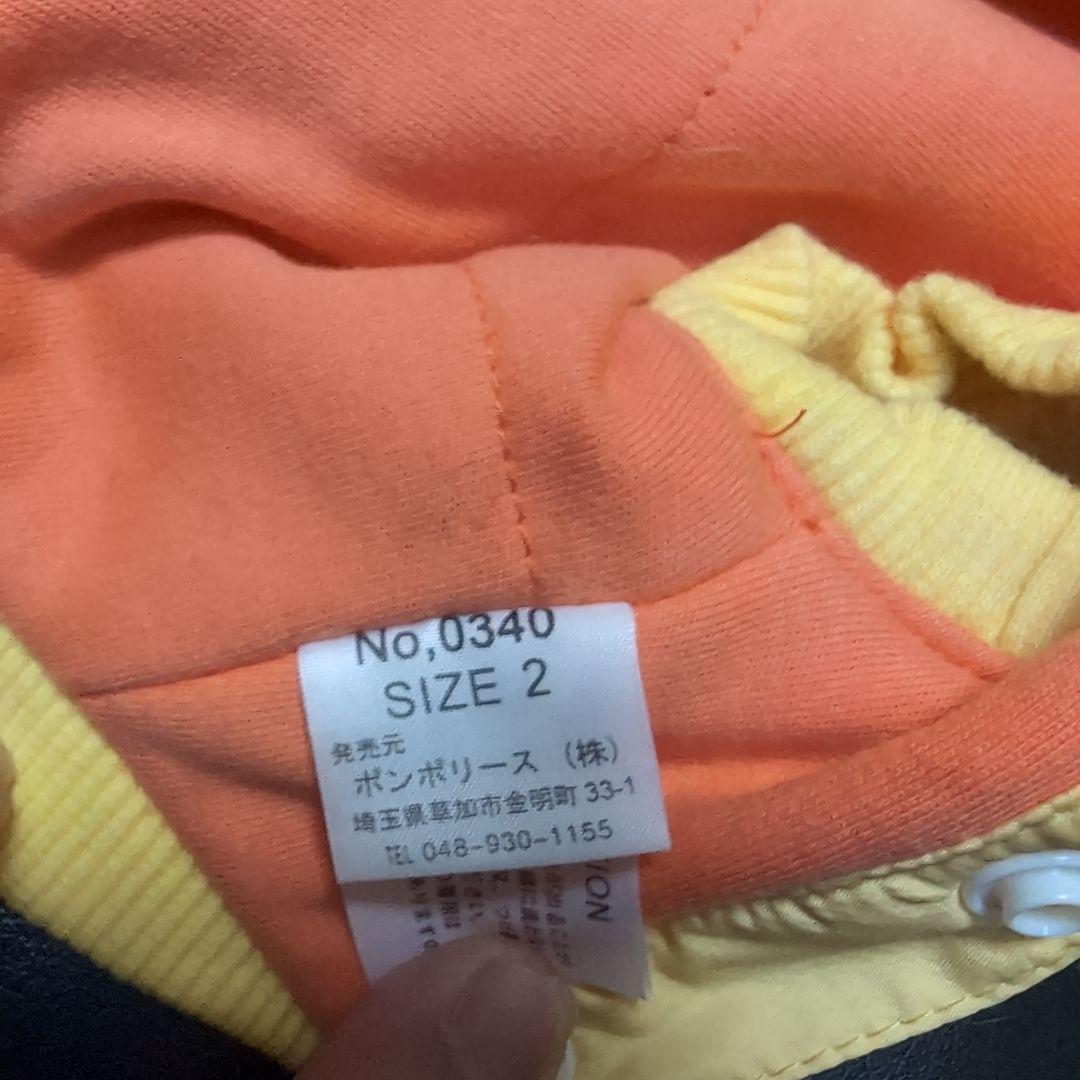 No,0340
SIZE 2
発売元
ボンポリース (株)
埼玉県草加市金明町 33-1
TEL 048-930-1155